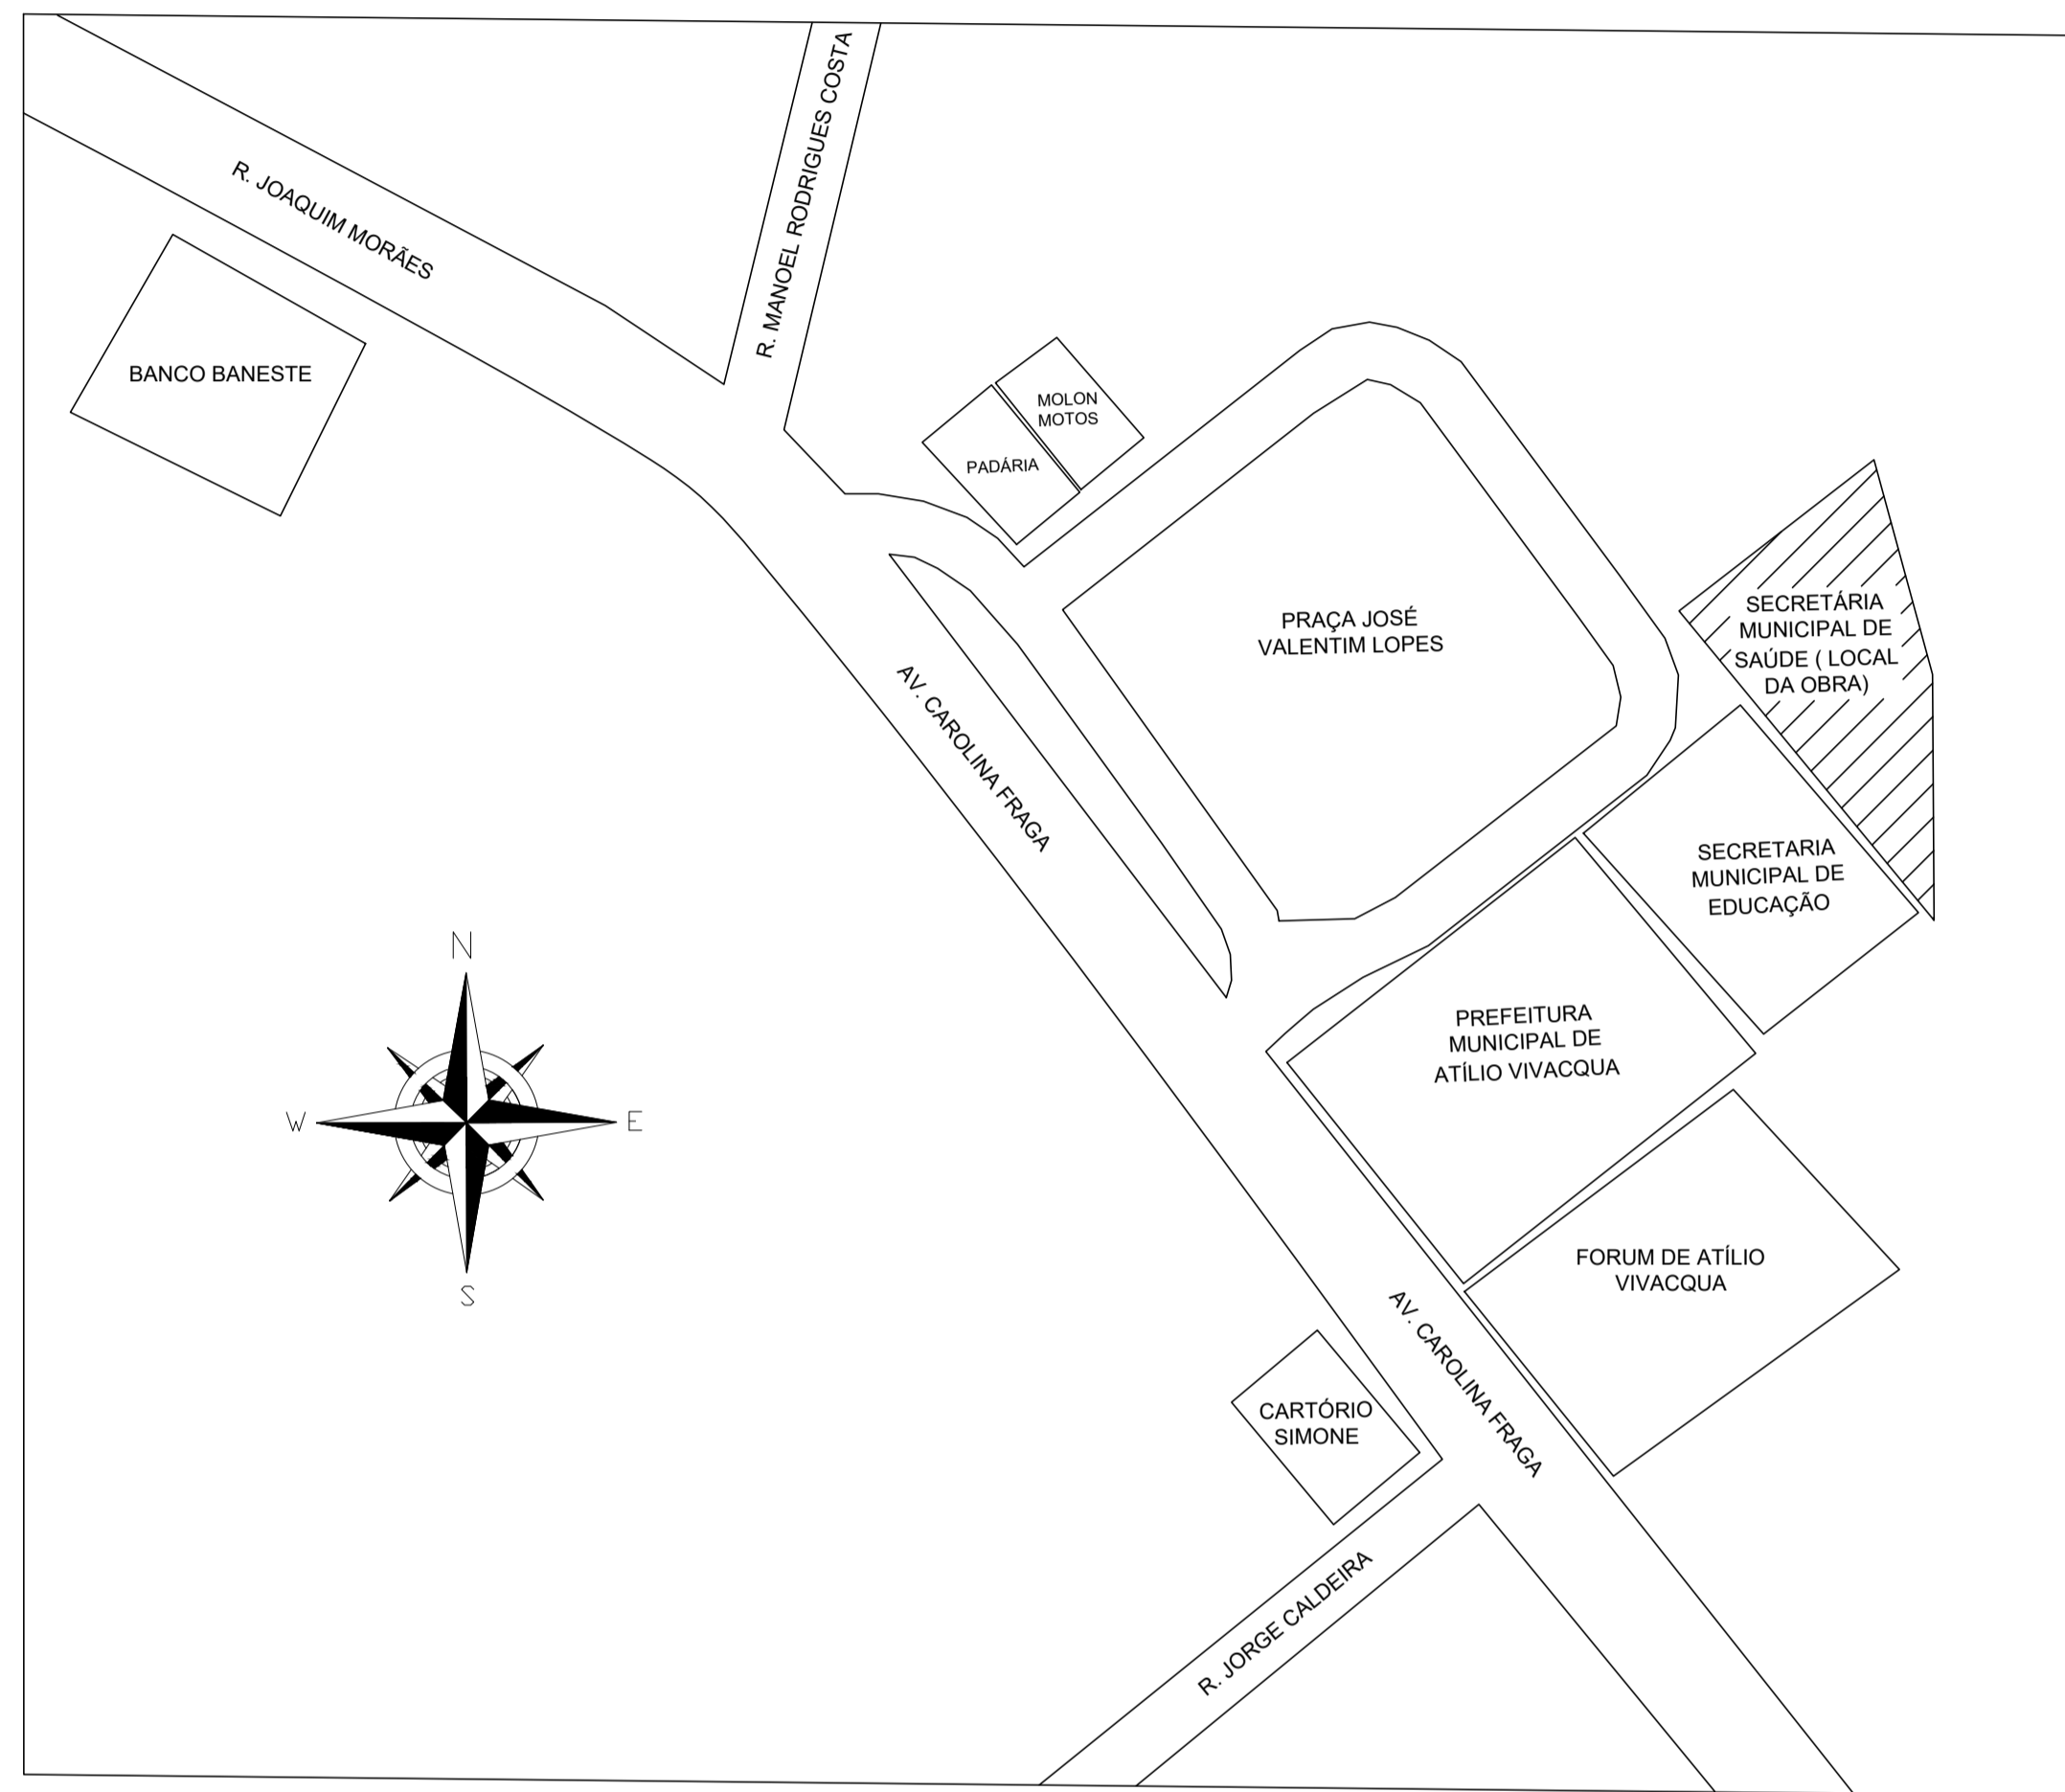 R. JOAQUIM MORÃES
R. MANOEL RODRIGUES COSTA
BANCO BANESTE
MOLON
MOTOS
PADÁRIA
PRAÇA JOSÉ
VALENTIM LOPES
SECRETÁRIA
MUNICIPAL DE
SAÚDE ( LOCAL
DA OBRA)
AV. CAROLINA FRAGA
SECRETARIA
MUNICIPAL DE
EDUCAÇÃO
PREFEITURA
MUNICIPAL DE
ATÍLIO VIVACQUA
N
W
E
S
FORUM DE ATÍLIO
VIVACQUA
AV. CAROLINA FRAGA
CARTÓRIO
SIMONE
R. JORGE CALDEIRA